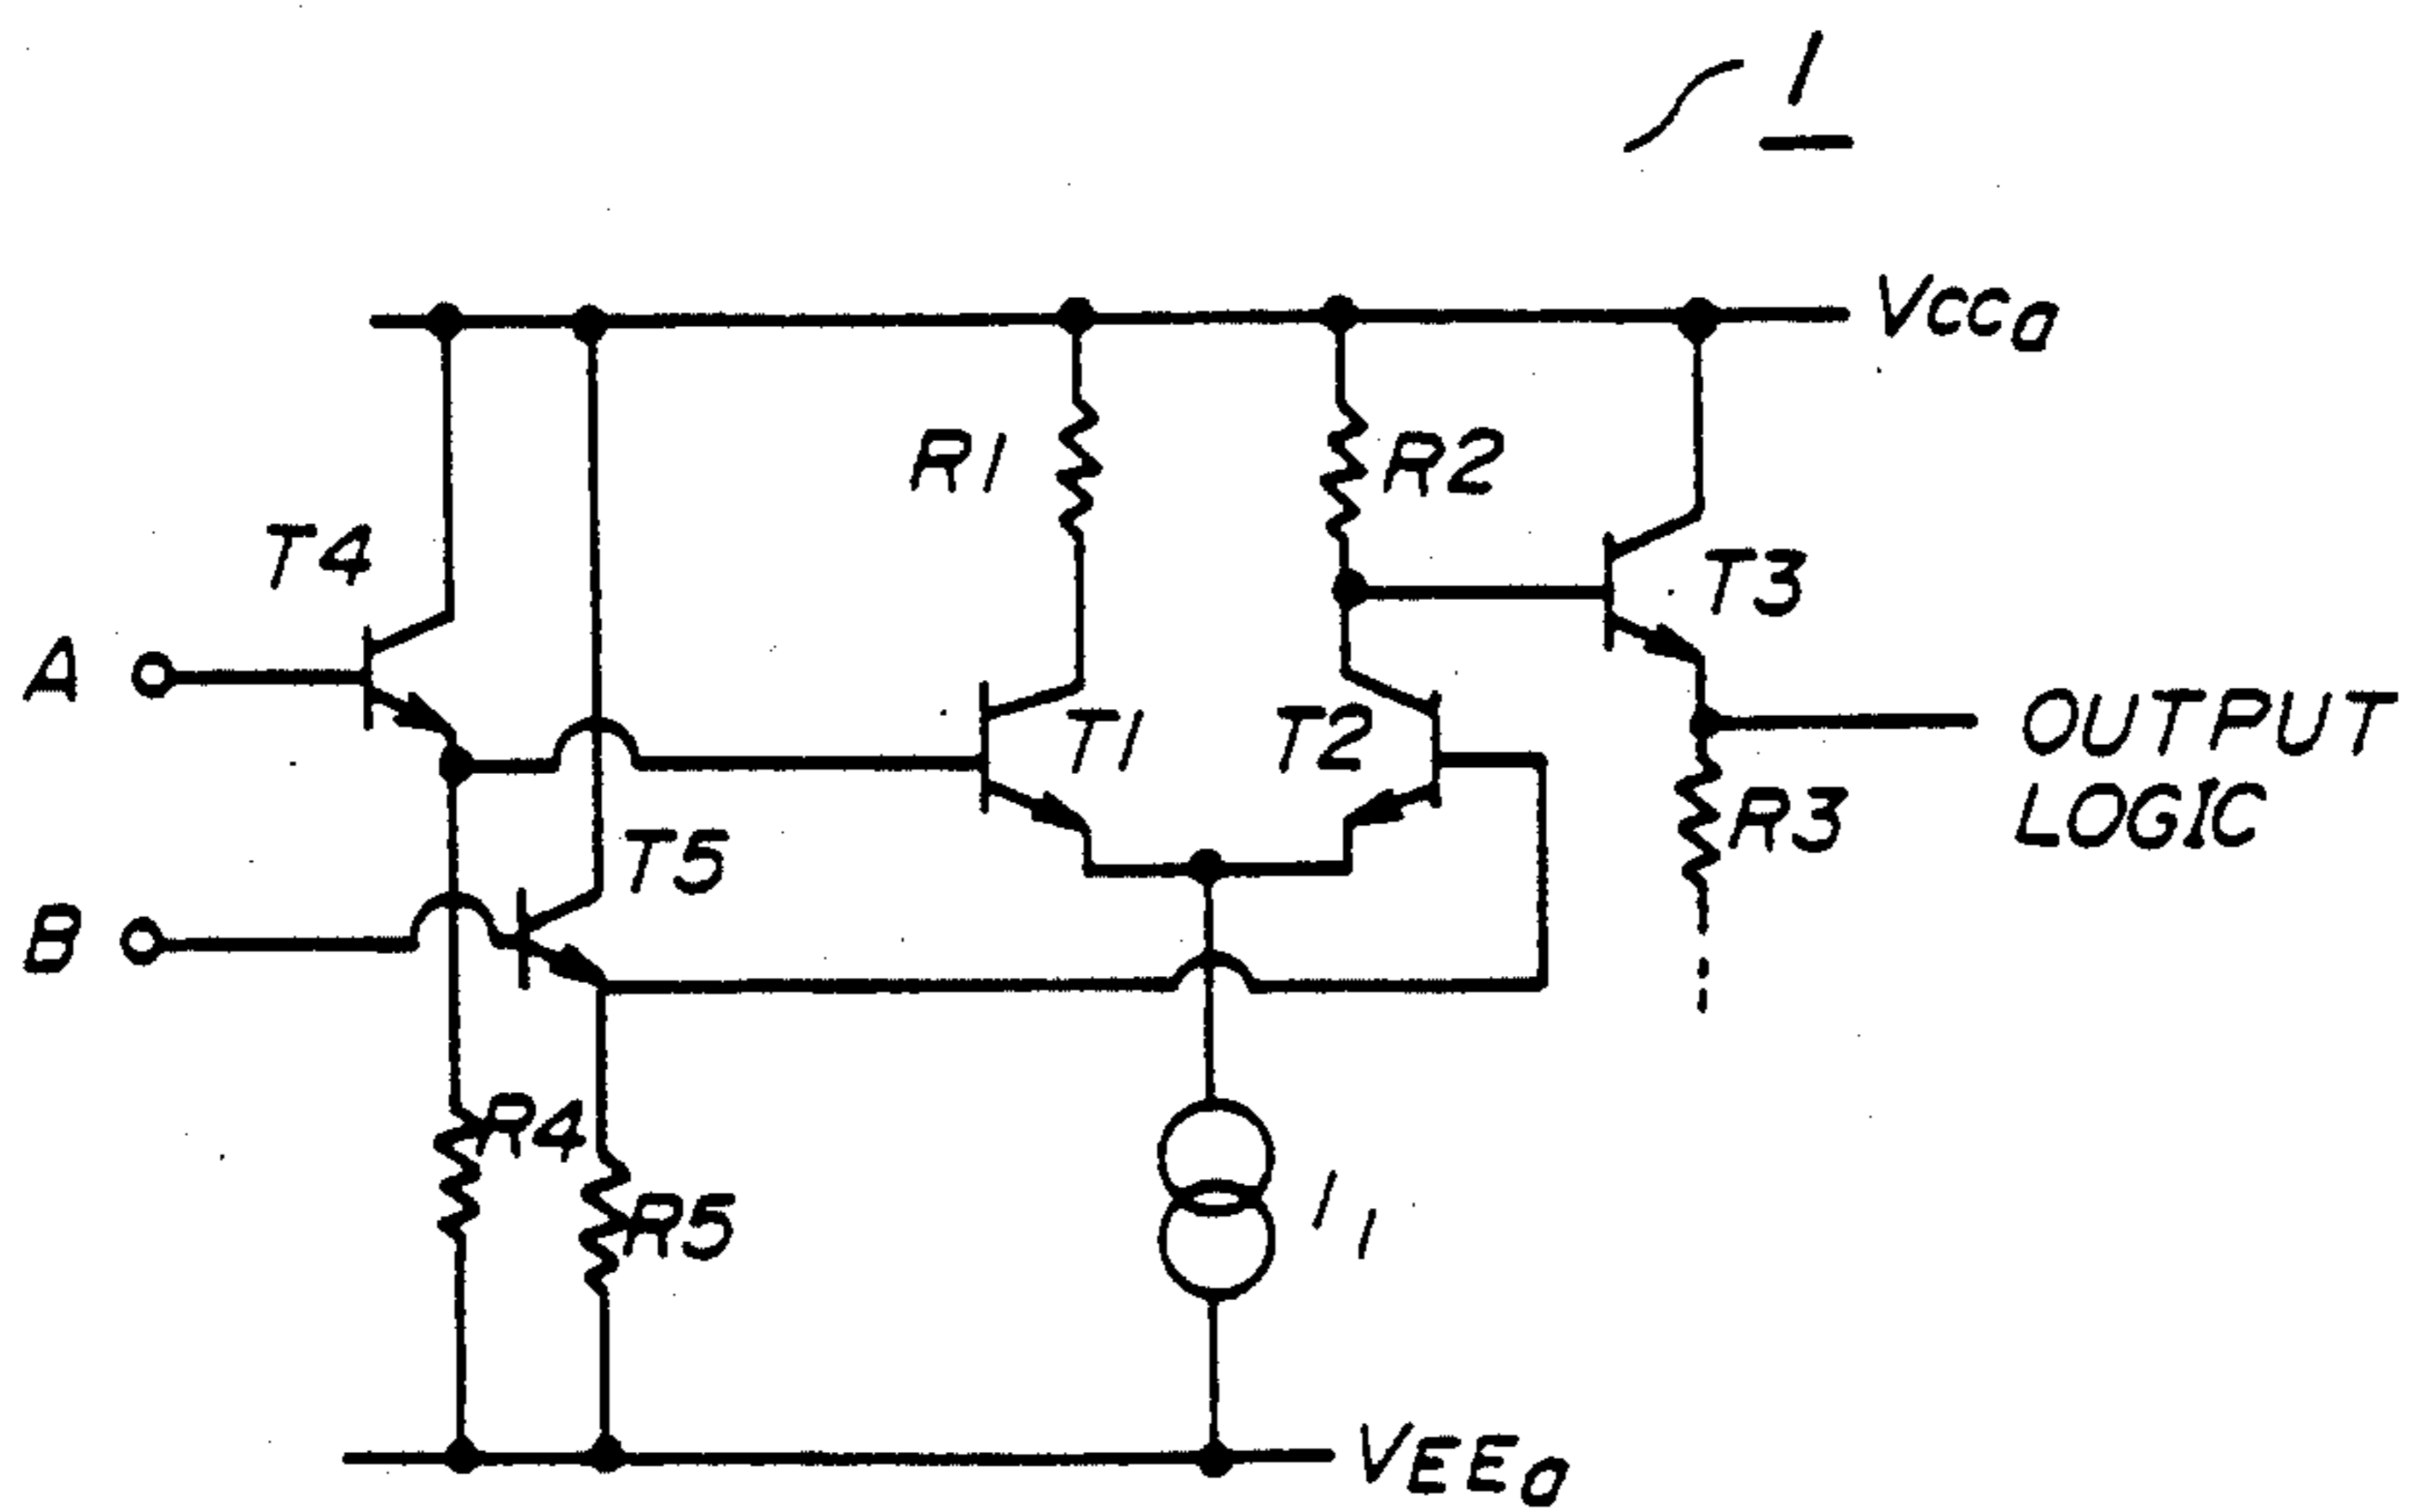 1
VCCa
R1
R2
T4
T3
A
T1
T2
OUTPUT
LOGIC
R3
T5
B
R4
R5
I1
VEEa